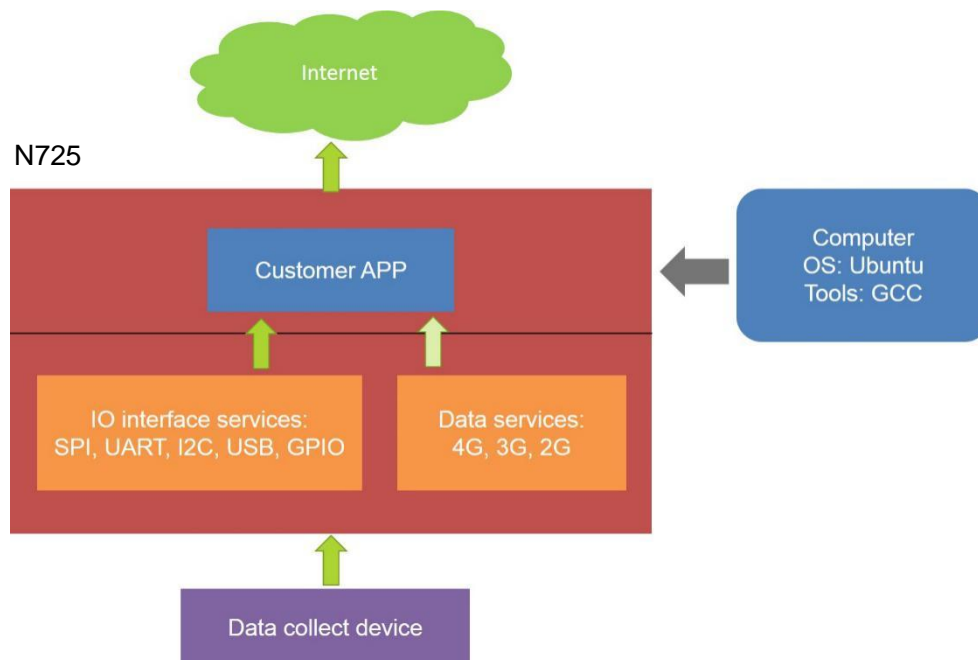 Internet
N725
Customer APP
Computer
OS: Ubuntu
Tools: GCC
IO interface services:
SPI, UART, I2C, USB, GPIO
Data services:
4G, 3G, 2G
Data collect device